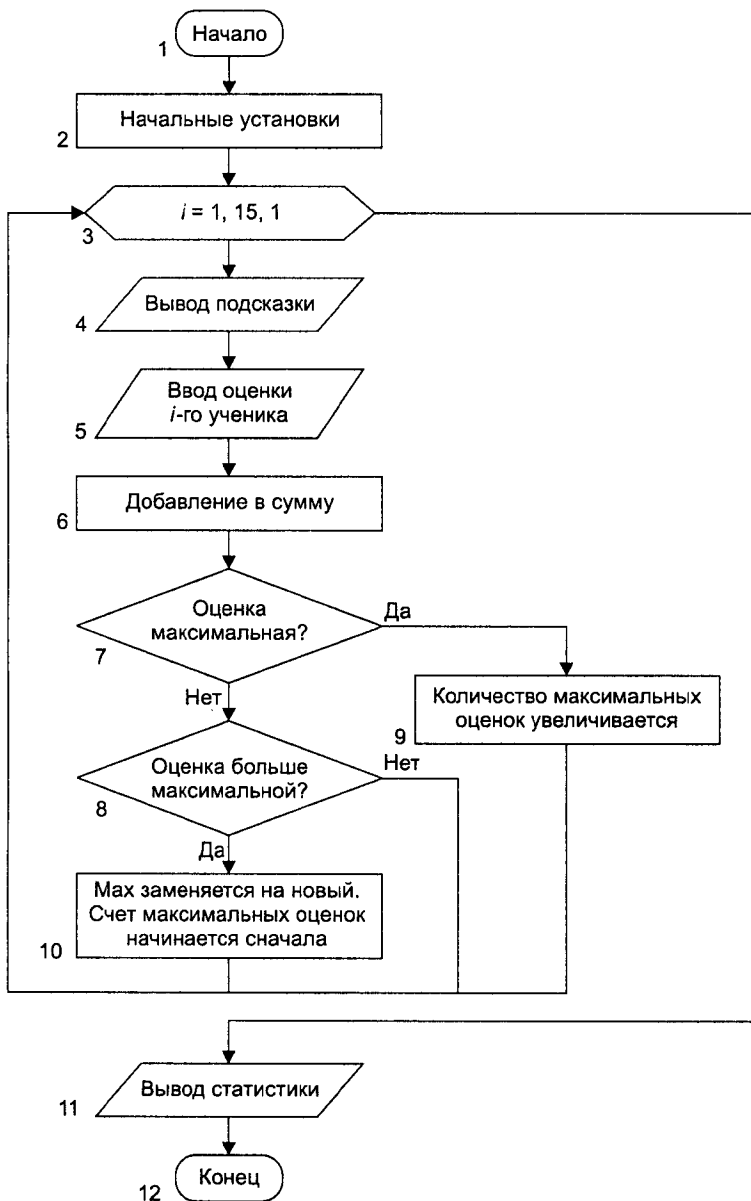 1 Начало
2 Начальные установки
3 i = 1, 15, 1
4 Вывод подсказки
5 Ввод оценки
i-го ученика
6 Добавление в сумму
7 Оценка
максимальная?
Да
Нет
9 Количество максимальных
оценок увеличивается
8 Оценка больше
максимальной?
Нет
Да
10 Max заменяется на новый.
Счет максимальных оценок
начинается сначала
11 Вывод статистики
12 Конец